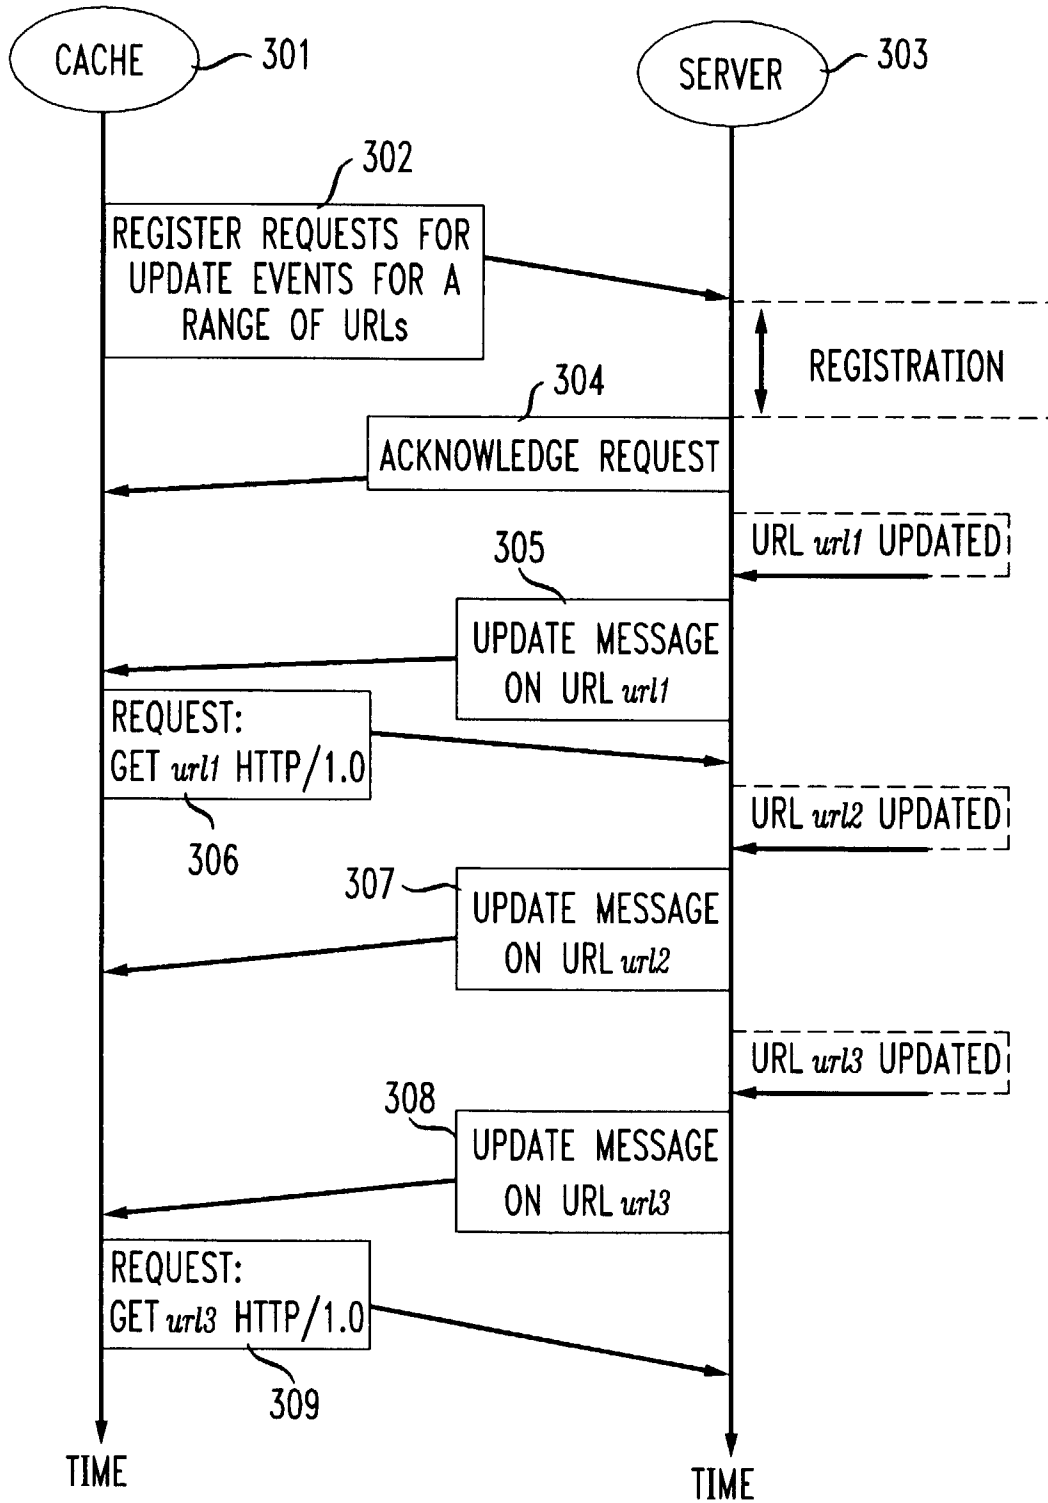 CACHE
301
SERVER
303
302
REGISTER REQUESTS FOR
UPDATE EVENTS FOR A
RANGE OF URLs
REGISTRATION
304
ACKNOWLEDGE REQUEST
URL url1 UPDATED
305
UPDATE MESSAGE
ON URL url1
REQUEST:
GET url1 HTTP/1.0
306
URL url2 UPDATED
307
UPDATE MESSAGE
ON URL url2
URL url3 UPDATED
308
UPDATE MESSAGE
ON URL url3
REQUEST:
GET url3 HTTP/1.0
309
TIME
TIME